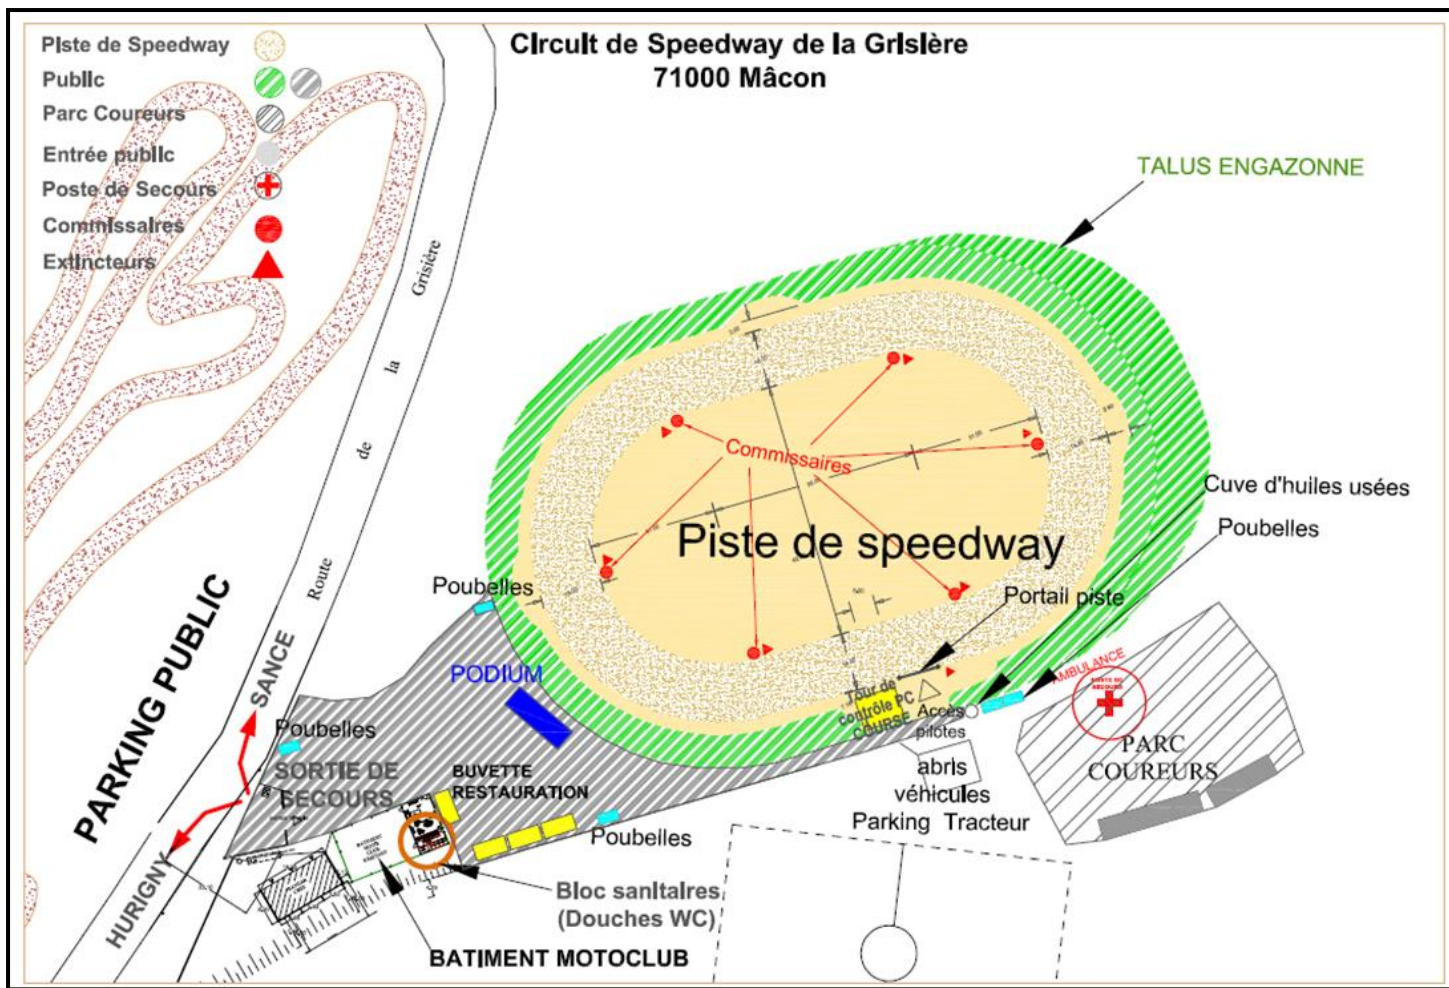 Circuit de Speedway de la Grisière
71000 Mâcon
Piste de Speedway
Public
Parc Coureurs
Entrée public
Poste de Secours
Commissaires
Extincteurs
TALUS ENGAZONNE
Route de la Grisière
Commissaires
Piste de speedway
Cuve d'huiles usées
Poubelles
Portail piste
Poubelles
PODIUM
AMBULANCE
POSTE DE
SECOURS
PARC
COUREURS
Tour de
contrôle PC
COURSE
Accès
pilotes
abris
véhicules
Parking Tracteur
PARKING PUBLIC
SANCE
HURIGNY
Poubelles
SORTIE DE
SECOURS
BUVETTE
RESTAURATION
Poubelles
Bloc sanitaires
(Douches WC)
BATIMENT MOTOCLUB